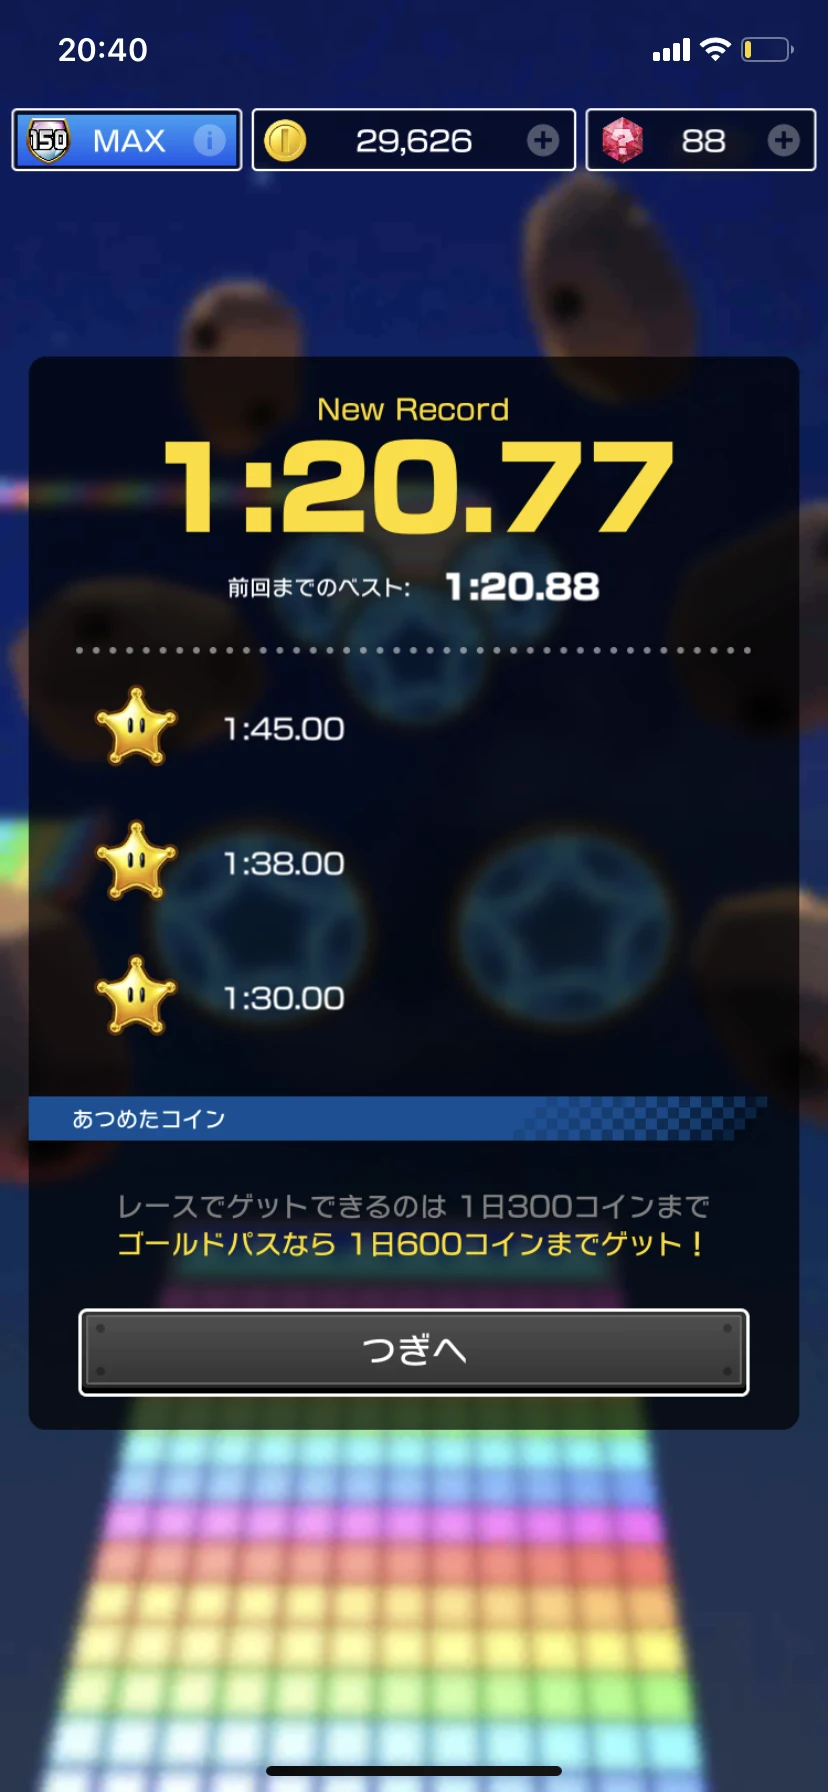 20:40
150 MAX i 29,626 + ? 88 +
New Record
1:20.77
前回までのベスト: 1:20.88
1:45.00
1:38.00
1:30.00
あつめたコイン
レースでゲットできるのは 1日300コインまで
ゴールドパスなら 1日600コインまでゲット！
つぎへ